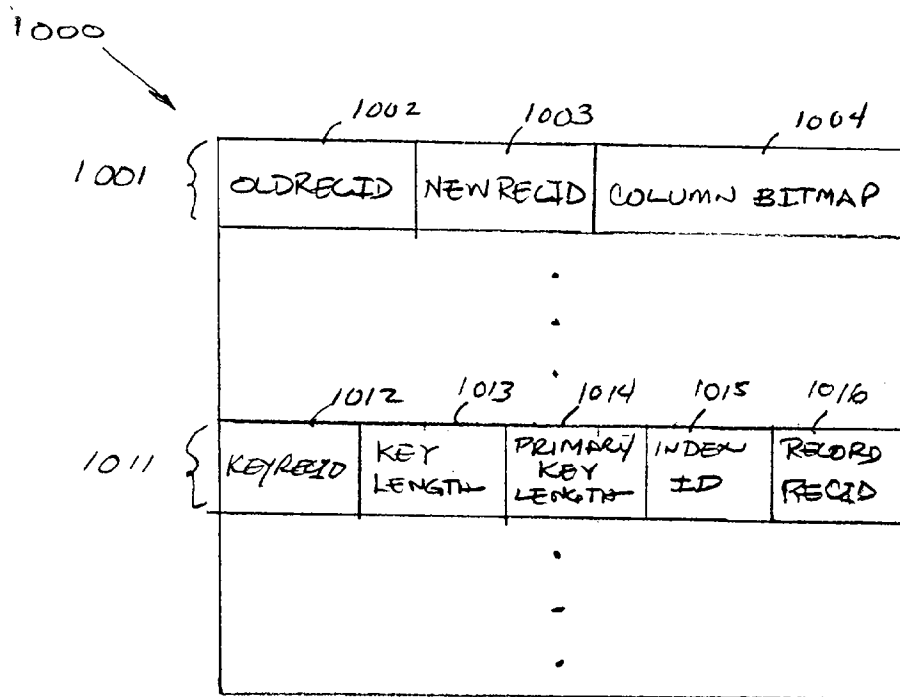 1000
1002 1003 1004
1001 OLDRECID NEWRECID COLUMN BITMAP
1012 1013 1014 1015 1016
1011 KEYRECID KEY LENGTH PRIMARY KEY LENGTH INDEX ID RECORD RECID